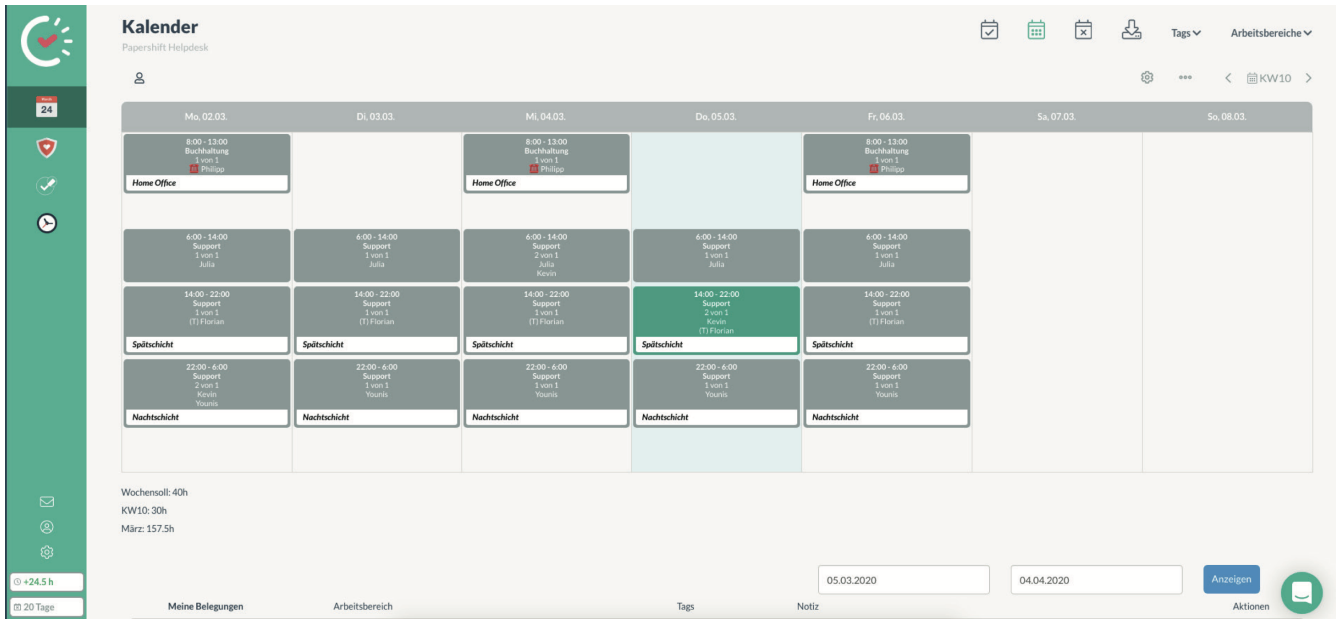 Kalender
Papershift Helpdesk
Tags
Arbeitsbereiche
KW10
24
Mo, 02.03.
Di, 03.03.
Mi, 04.03.
Do, 05.03.
Fr, 06.03.
Sa, 07.03.
So, 08.03.
8:00 - 13:00
Buchhaltung
1 von 1
Philipp
Home Office
8:00 - 13:00
Buchhaltung
1 von 1
Philipp
Home Office
8:00 - 13:00
Buchhaltung
1 von 1
Philipp
Home Office
6:00 - 14:00
Support
1 von 1
Julia
6:00 - 14:00
Support
1 von 1
Julia
6:00 - 14:00
Support
2 von 1
Julia
Kevin
6:00 - 14:00
Support
1 von 1
Julia
6:00 - 14:00
Support
1 von 1
Julia
14:00 - 22:00
Support
1 von 1
(T) Florian
Spätschicht
14:00 - 22:00
Support
1 von 1
(T) Florian
Spätschicht
14:00 - 22:00
Support
1 von 1
(T) Florian
Spätschicht
14:00 - 22:00
Support
2 von 1
Kevin
(T) Florian
Spätschicht
14:00 - 22:00
Support
1 von 1
(T) Florian
Spätschicht
22:00 - 6:00
Support
2 von 1
Kevin
Younis
Nachtschicht
22:00 - 6:00
Support
1 von 1
Younis
Nachtschicht
22:00 - 6:00
Support
1 von 1
Younis
Nachtschicht
22:00 - 6:00
Support
1 von 1
Younis
Nachtschicht
22:00 - 6:00
Support
1 von 1
Younis
Nachtschicht
Wochensoll: 40h
KW10: 30h
März: 157.5h
+24.5 h
20 Tage
05.03.2020
04.04.2020
Anzeigen
Meine Belegungen
Arbeitsbereich
Tags
Notiz
Aktionen